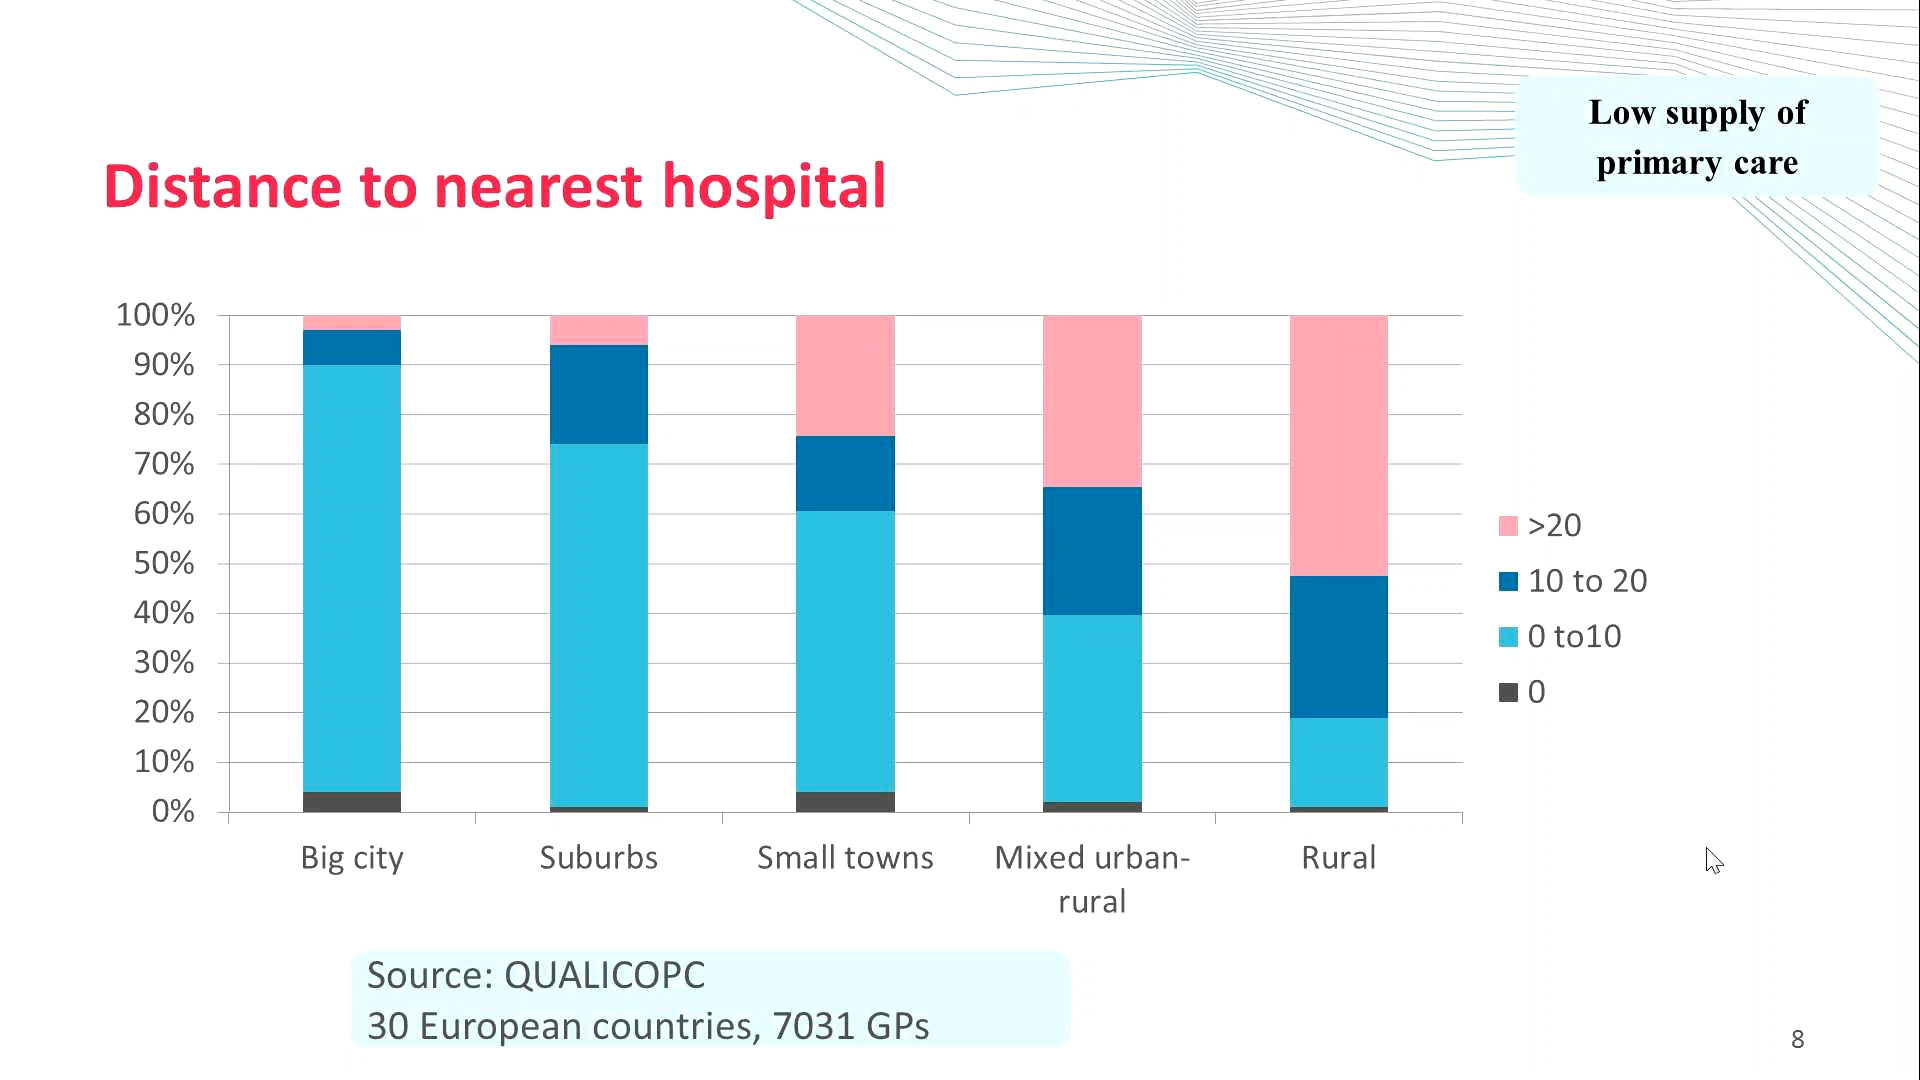 Low supply of
primary care
Distance to nearest hospital
100%
90%
80%
70%
60%
50%
40%
30%
20%
10%
0%
>20
10 to 20
0 to10
0
Big city
Suburbs
Small towns
Mixed urban-
rural
Rural
Source: QUALICOPC
30 European countries, 7031 GPs
8